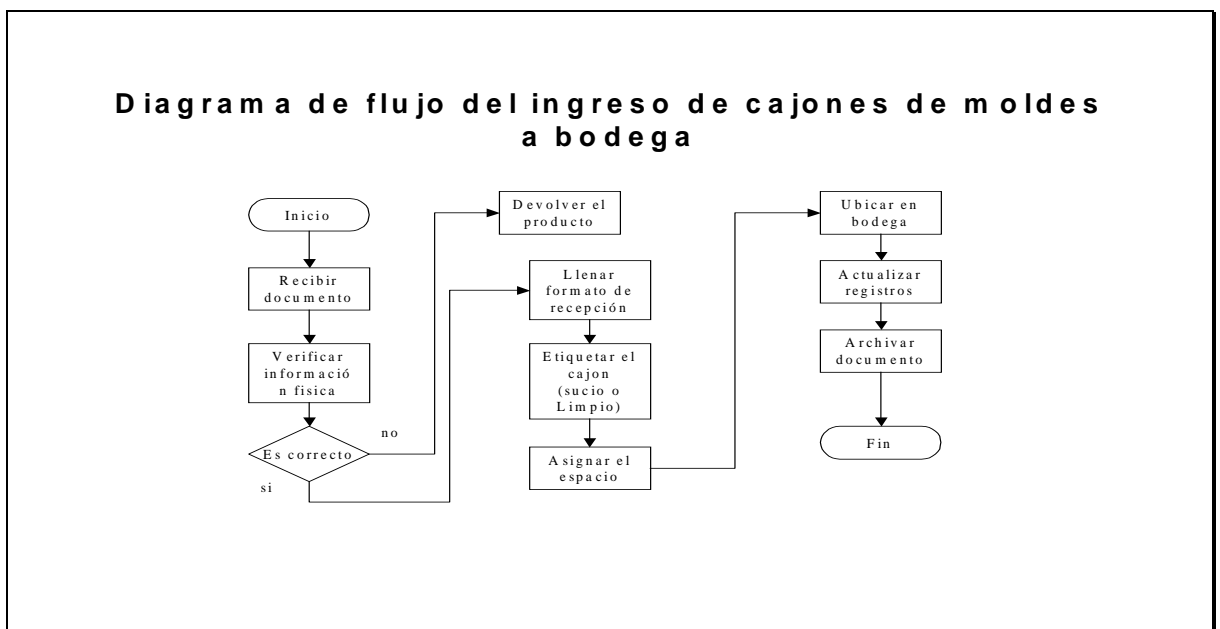 Diagrama de flujo del ingreso de cajones de moldes
a bodega
Inicio
Recibir
documento
Verificar
informació
n fisica
Es correcto
no
si
Devolver el
producto
Llenar
formato de
recepción
Etiquetar el
cajon
(sucio o
Limpio)
Asignar el
espacio
Ubicar en
bodega
Actualizar
registros
Archivar
documento
Fin